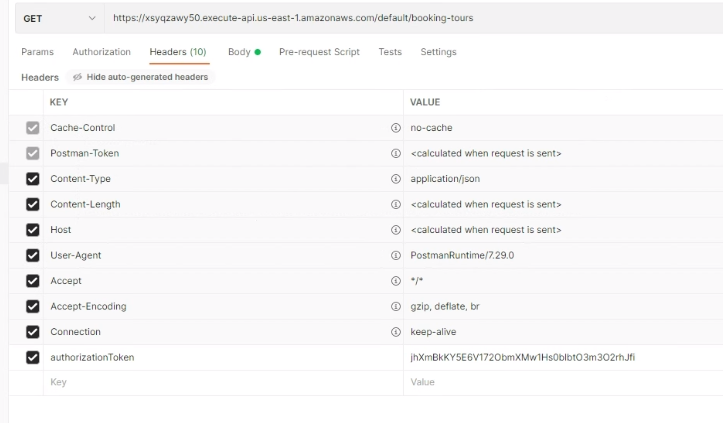 GET https://xsyqzawy50.execute-api.us-east-1.amazonaws.com/default/booking-tours
Params Authorization Headers (10) Body Pre-request Script Tests Settings
Headers Hide auto-generated headers
KEY VALUE
Cache-Control no-cache
Postman-Token <calculated when request is sent>
Content-Type application/json
Content-Length <calculated when request is sent>
Host <calculated when request is sent>
User-Agent PostmanRuntime/7.29.0
Accept */*
Accept-Encoding gzip, deflate, br
Connection keep-alive
authorizationToken
Key Value